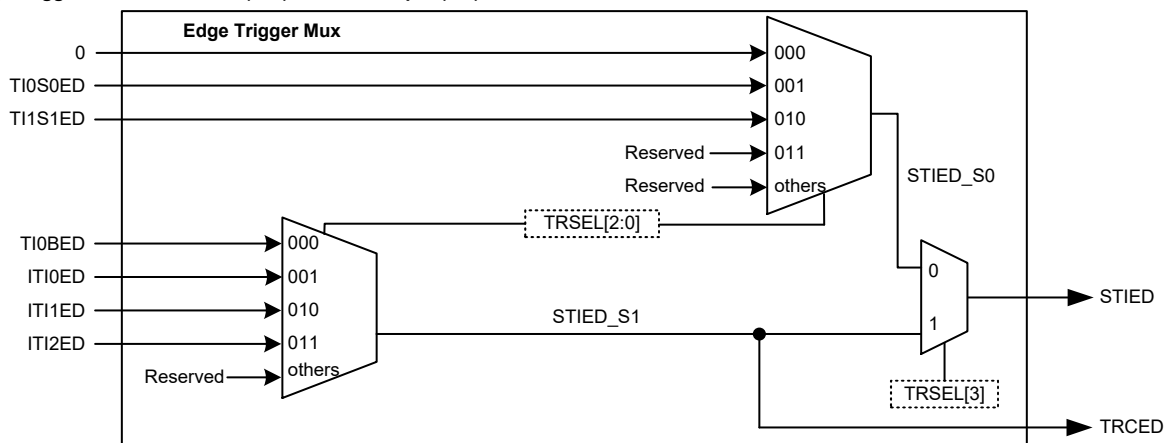 Edge Trigger Mux
0
000
TI0S0ED
001
TI1S1ED
010
Reserved
011
Reserved
others
STIED_S0
TRSEL[2:0]
TI0BED
000
ITI0ED
001
ITI1ED
010
ITI2ED
011
Reserved
others
STIED_S1
0
1
STIED
TRSEL[3]
TRCED